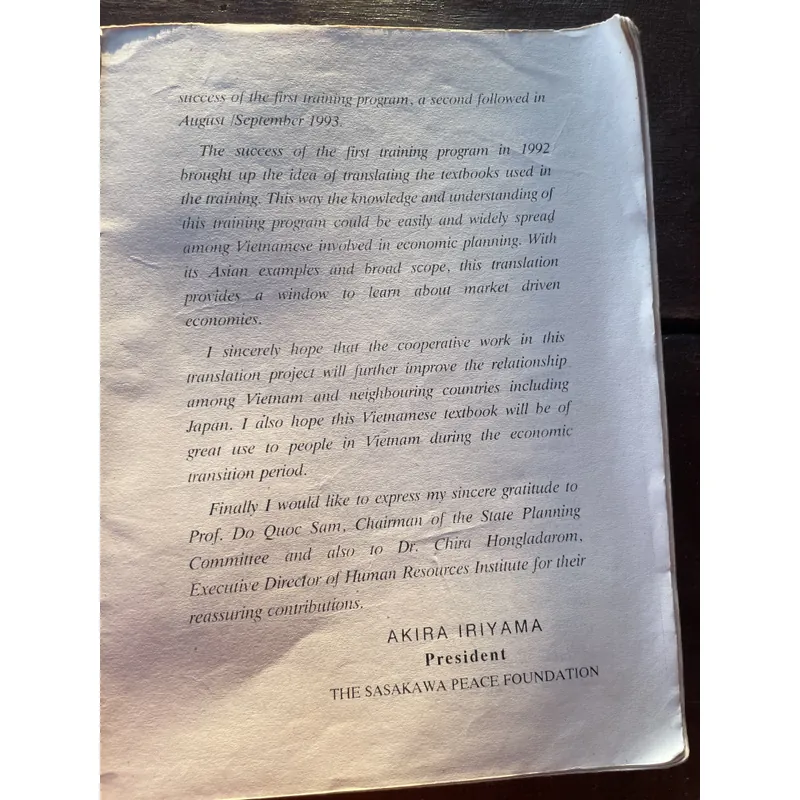 success of the first training program, a second followed in
August /September 1993.
The success of the first training program in 1992
brought up the idea of translating the textbooks used in
the training. This way the knowledge and understanding of
this training program could be easily and widely spread
among Vietnamese involved in economic planning. With
its Asian examples and broad scope, this translation
provides a window to learn about market driven
economies.
I sincerely hope that the cooperative work in this
translation project will further improve the relationship
among Vietnam and neighbouring countries including
Japan. I also hope this Vietnamese textbook will be of
great use to people in Vietnam during the economic
transition period.
Finally I would like to express my sincere gratitude to
Prof. Do Quoc Sam, Chairman of the State Planning
Committee and also to Dr. Chira Hongladarom,
Executive Director of Human Resources Institute for their
reassuring contributions.
AKIRA IRIYAMA
President
THE SASAKAWA PEACE FOUNDATION